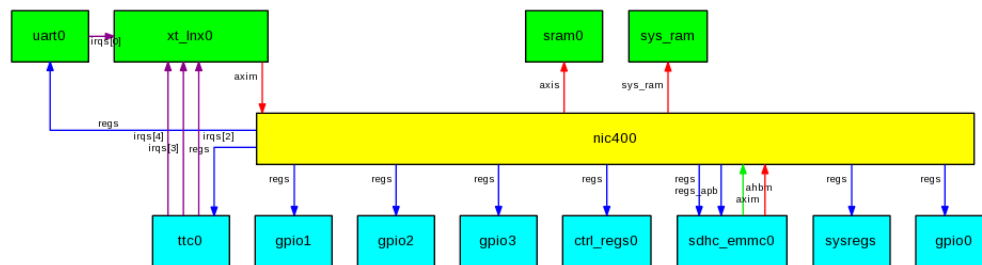 uart0
irqs[0]
xt_lnx0
sram0
sys_ram
axim
axis
sys_ram
nic400
regs
irqs[4]
irqs[3]
regs
irqs[2]
regs
regs
regs
regs
regs
regs_apb
ahbm
axim
regs
regs
ttc0
gpio1
gpio2
gpio3
ctrl_regs0
sdhc_emmc0
sysregs
gpio0